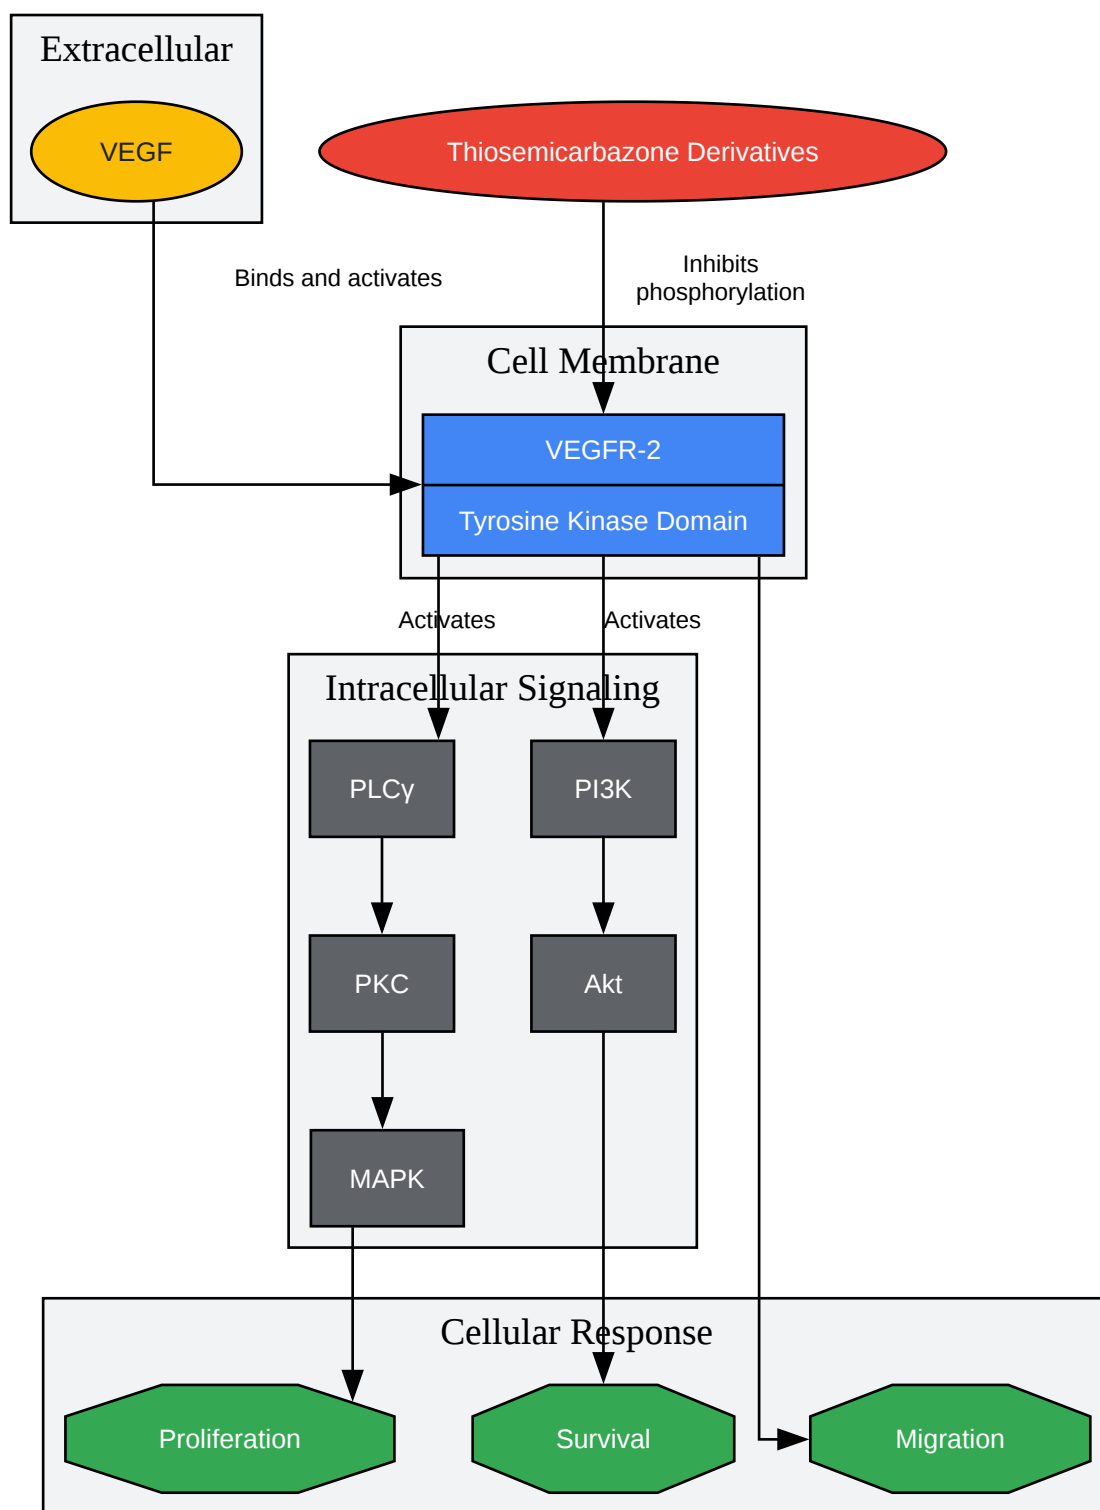 Extracellular
VEGF
Thiosemicarbazone Derivatives
Binds and activates
Inhibits
phosphorylation
Cell Membrane
VEGFR-2
Tyrosine Kinase Domain
Activates
Activates
Intracellular Signaling
PLCγ
PI3K
PKC
Akt
MAPK
Cellular Response
Proliferation
Survival
Migration